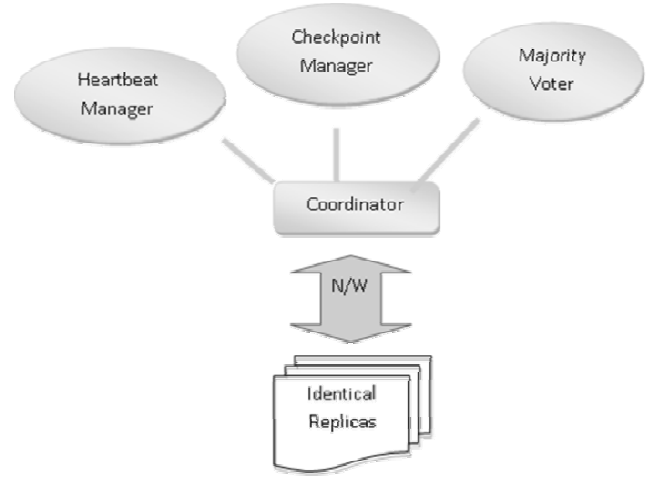 Heartbeat
Manager
Checkpoint
Manager
Majority
Voter
Coordinator
N/W
Identical
Replicas